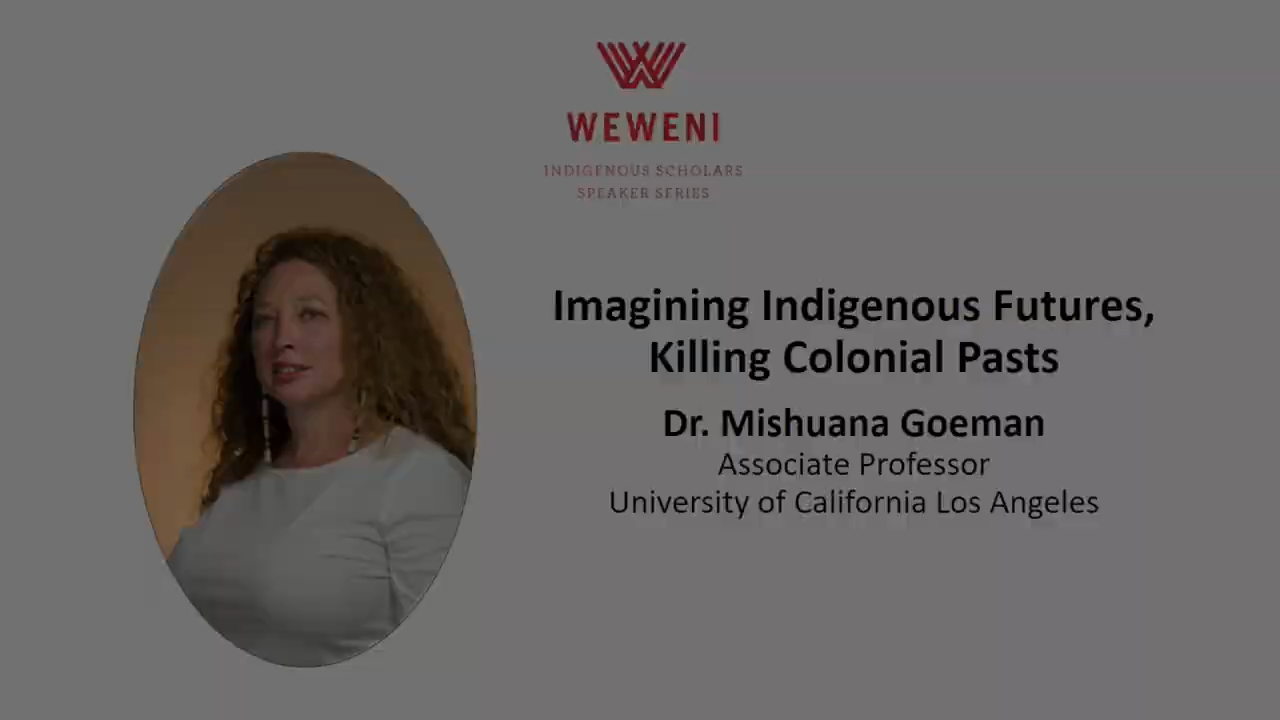 WEWENI
INDIGENOUS SCHOLARS
SPEAKER SERIES
Imagining Indigenous Futures,
Killing Colonial Pasts
Dr. Mishuana Goeman
Associate Professor
University of California Los Angeles